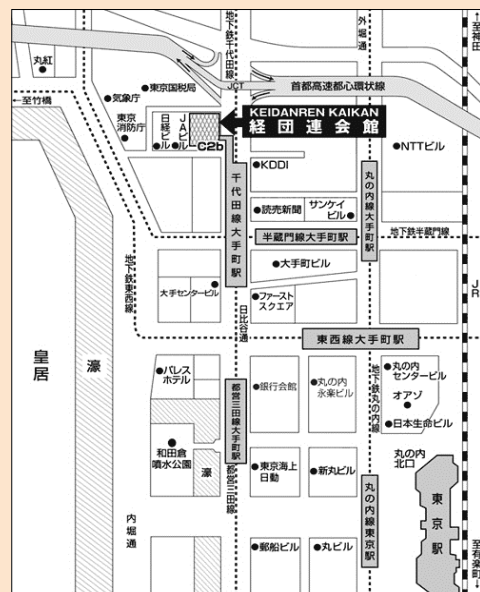 地下鉄千代田線
外堀通
←至神田
丸紅
JCT
首都高速都心環状線
東京国税局
気象庁
←至竹橋
東京
消防庁
日経ビル
JAビル
C2b
KEIDANREN KAIKAN
経団連会館
NTTビル
KDDI
千代田線大手町駅
丸の内線大手町駅
読売新聞
サンケイ
ビル
半蔵門線大手町駅
地下鉄半蔵門線
地下鉄東西線
大手町ビル
大手センタービル
ファースト
スクエア
JR
日比谷通
東西線大手町駅
皇居
濠
パレス
ホテル
都営三田線大手町駅
銀行会館
丸の内
永楽ビル
地下鉄丸の内線
丸の内
センタービル
オアゾ
日本生命ビル
和田倉
噴水公園
濠
都営三田線
東京海上
日動
新丸ビル
丸の内
北口
丸の内線東京駅
東京駅
内堀通
郵船ビル
丸ビル
至有楽町→